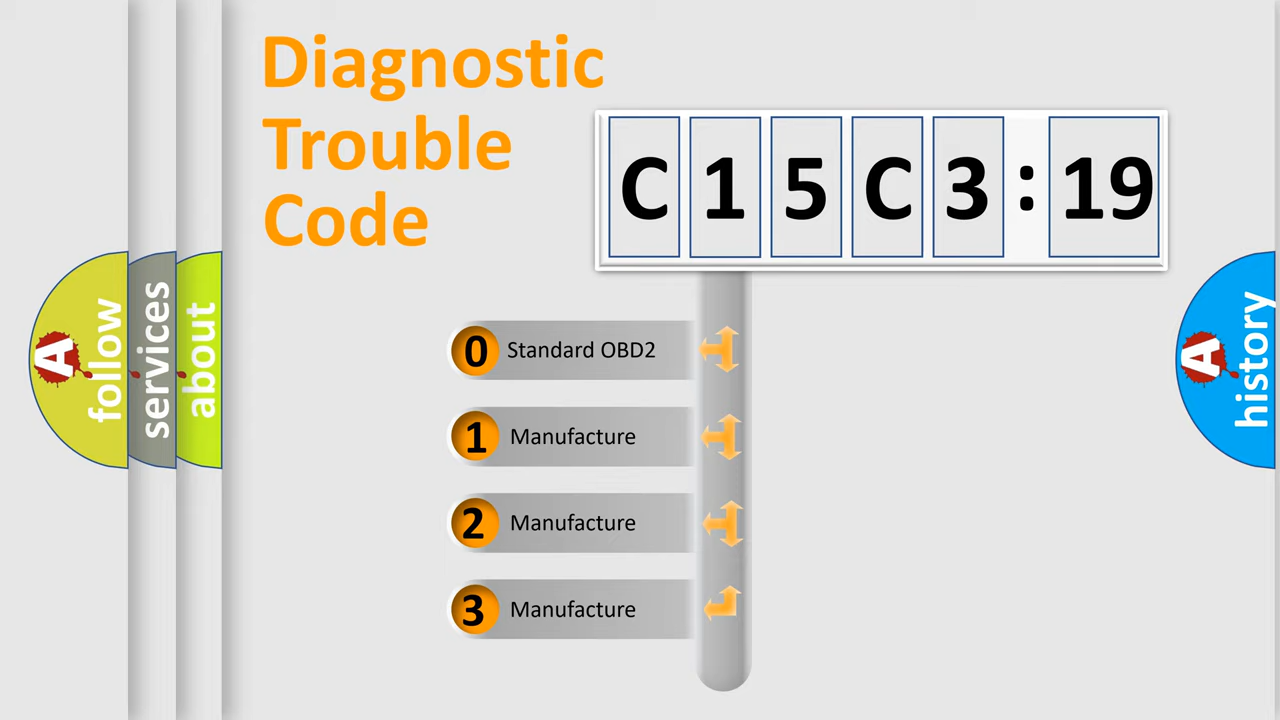 Diagnostic
Trouble
Code
C 1 5 C 3 : 19
0 Standard OBD2
1 Manufacture
2 Manufacture
3 Manufacture
A follow
services
about
A history